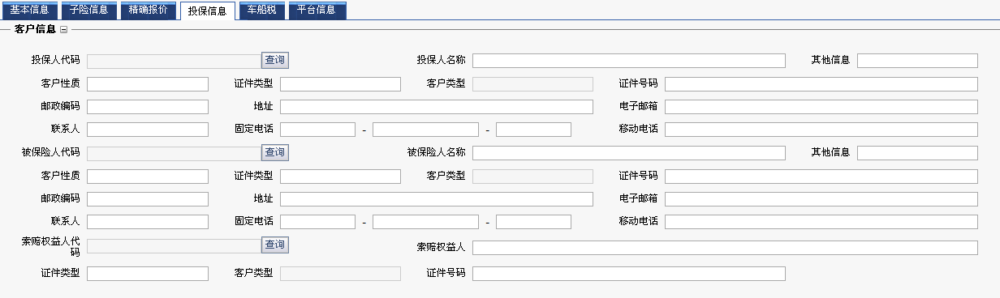 基本信息 子险信息 精确报价 投保信息 车船税 平台信息
客户信息
投保人代码 查询 投保人名称 其他信息
客户性质 证件类型 客户类型 证件号码
邮政编码 地址 电子邮箱
联系人 固定电话 - - 移动电话
被保险人代码 查询 被保险人名称 其他信息
客户性质 证件类型 客户类型 证件号码
邮政编码 地址 电子邮箱
联系人 固定电话 - - 移动电话
索赔权益人代
码 查询 索赔权益人
证件类型 客户类型 证件号码